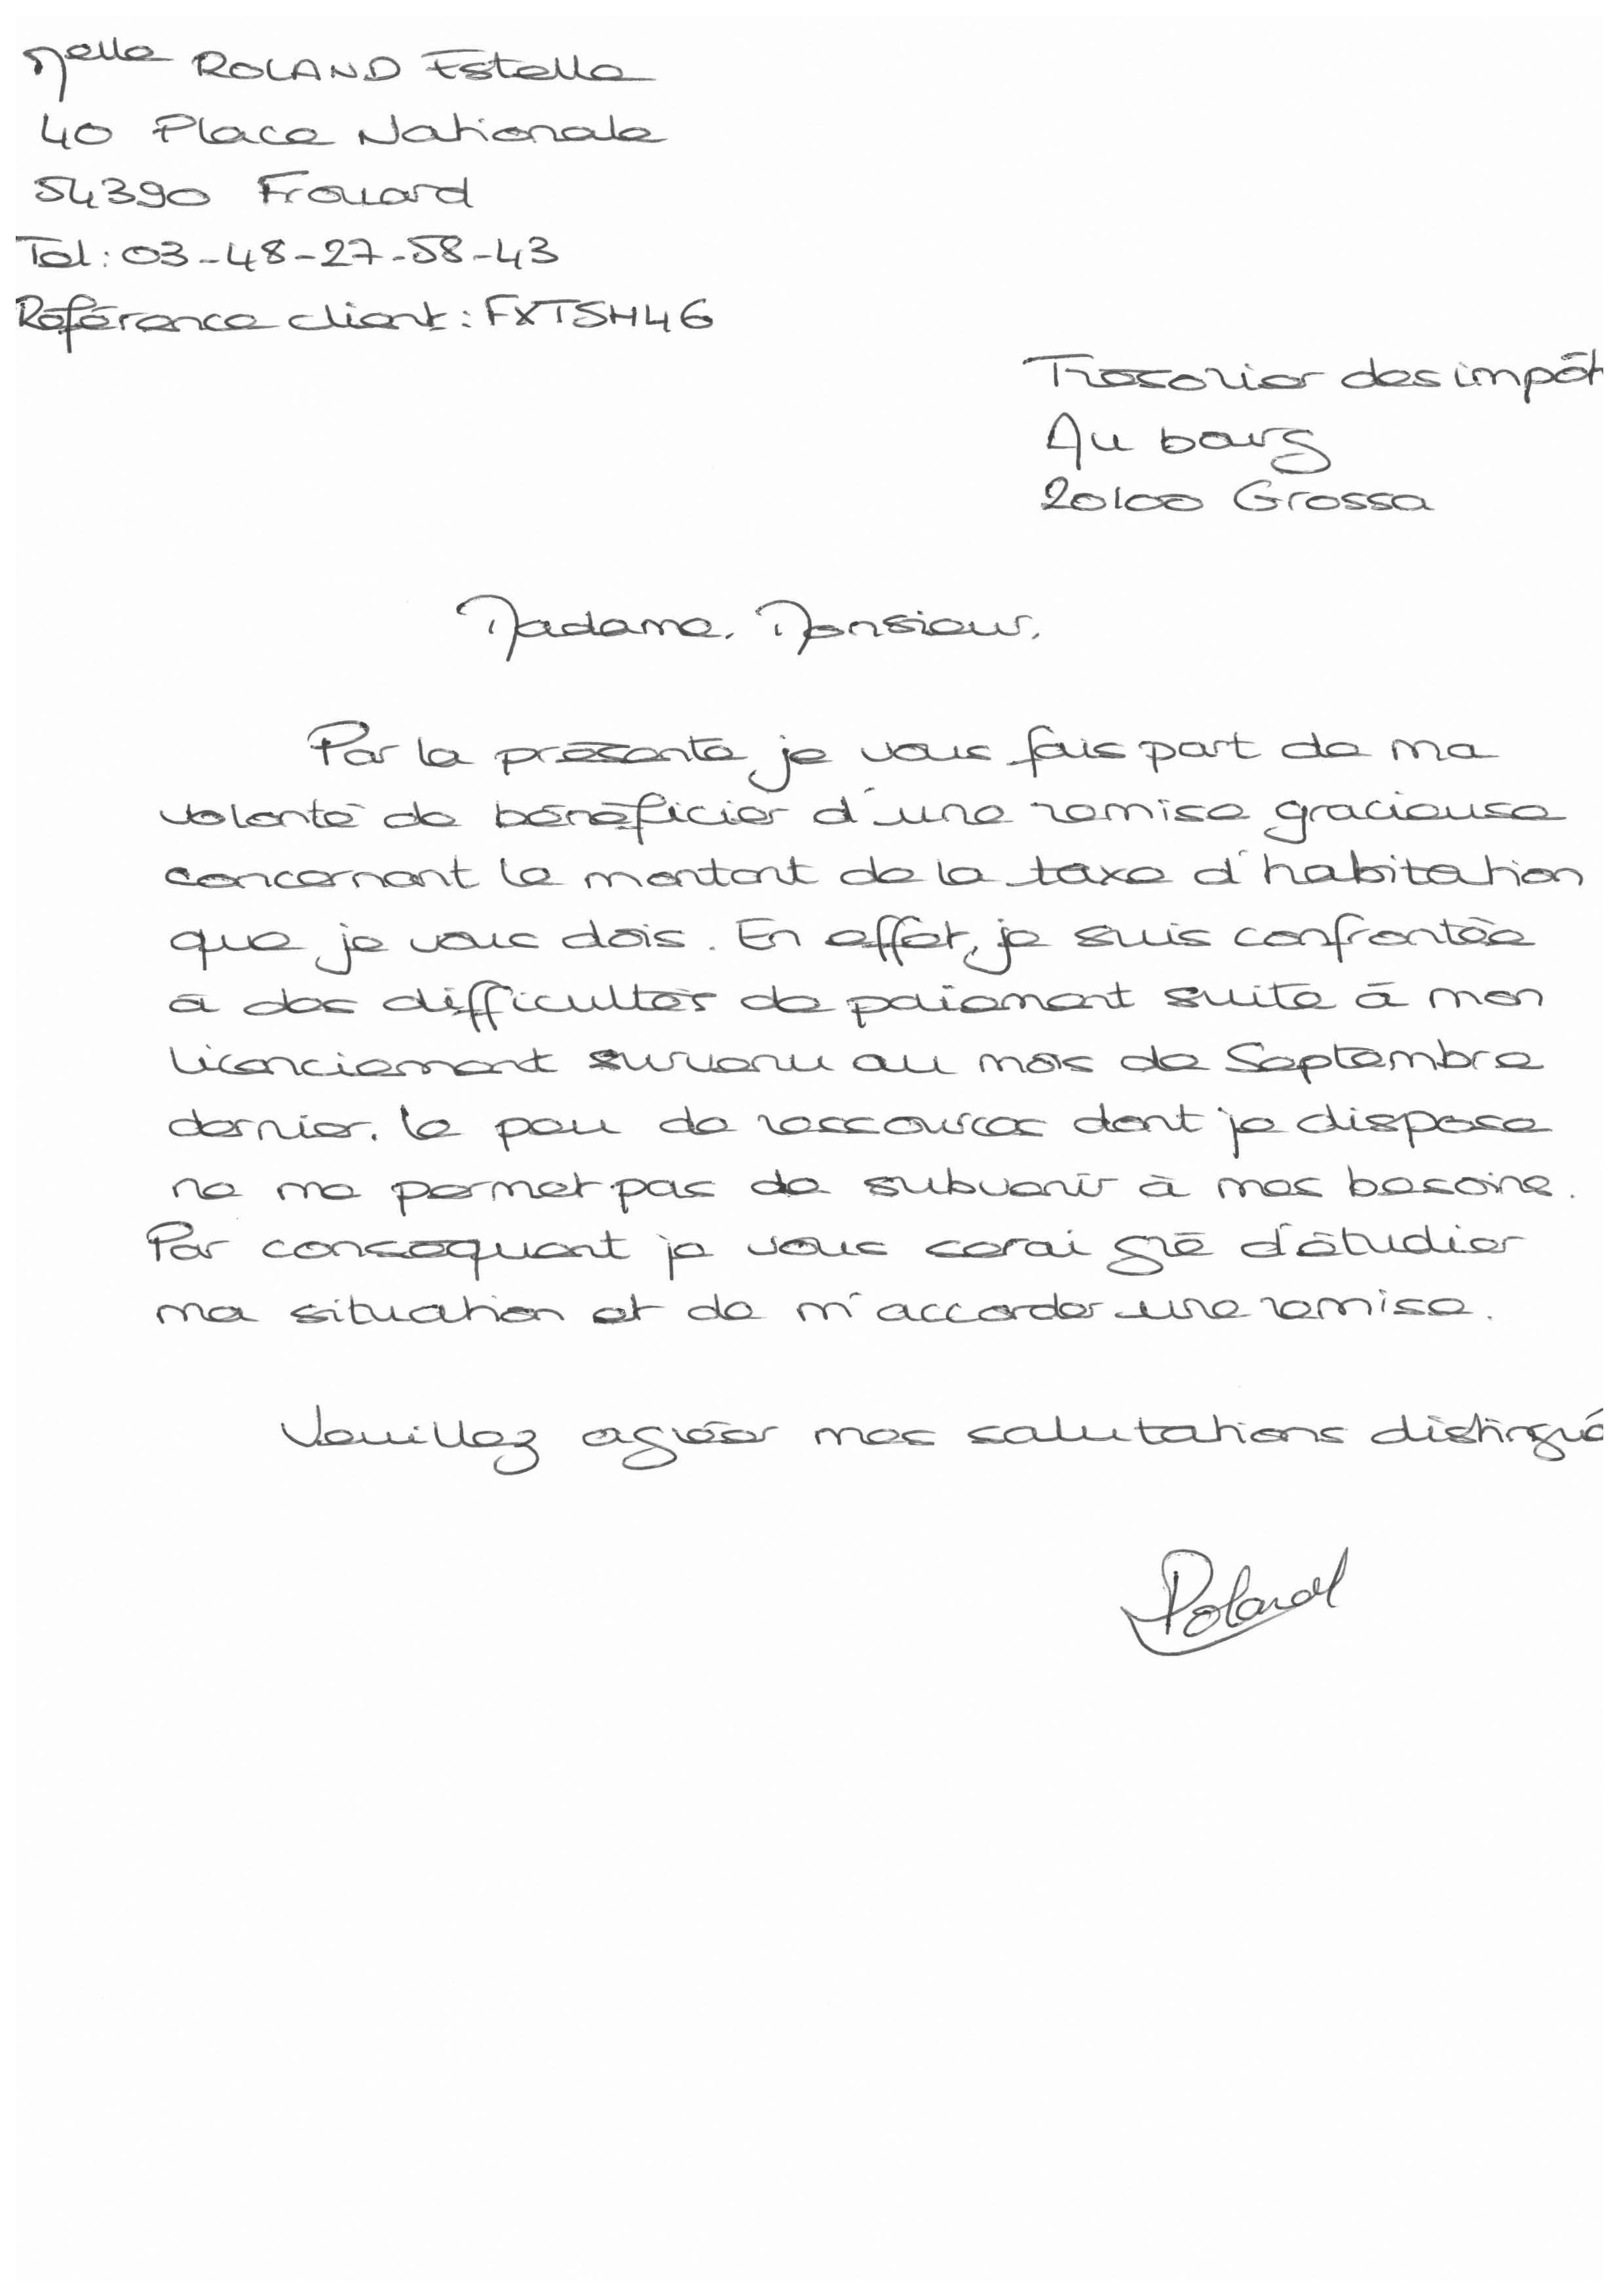 Melle ROLAND Estelle
40 Place Nationale
54390 Frouard
Tel : 03-48-27-58-43
Référence client : FXTSH46
Tresorier des impôt
Au bourg
20100 Grossa
Madame, Monsieur,
Par la présente je vous fais part de ma
volonté de bénéficier d'une remise gracieuse
concernant le montant de la taxe d'habitation
que je vous dois. En effet, je suis confrontée
à des difficultés de paiement suite à mon
licenciement survenu au mois de Septembre
dernier. Le peu de ressources dont je dispose
ne me permet pas de subvenir à mes besoins.
Par conséquent je vous serai gré d'étudier
ma situation et de m'accorder une remise.
Veuillez agréer mes salutations distingué
Roland